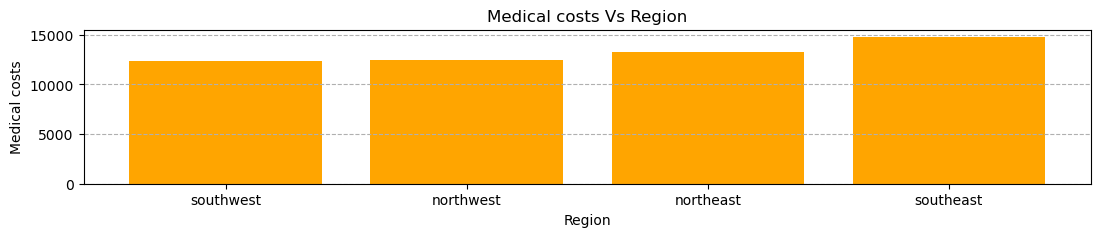 Medical costs Vs Region
Medical costs
15000
10000
5000
0
southwest northwest northeast southeast
Region